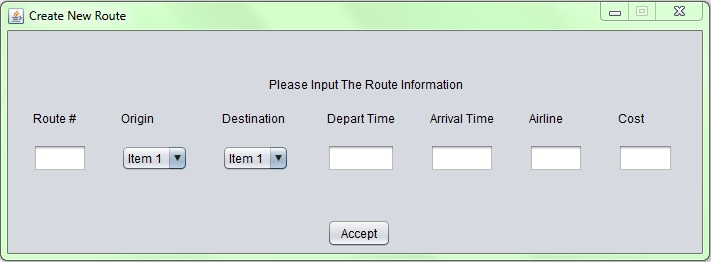 Create New Route
Please Input The Route Information
Route # Origin Destination Depart Time Arrival Time Airline Cost
Item 1 Item 1
Accept